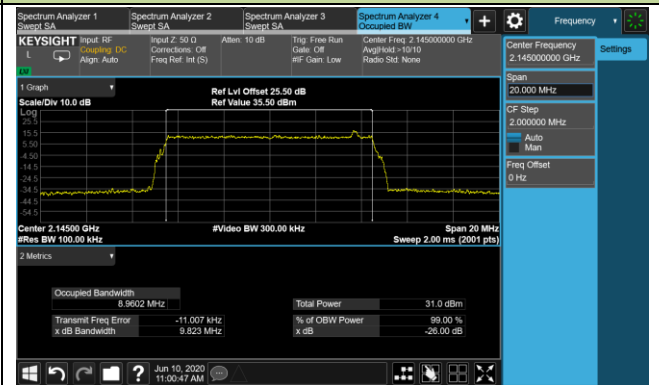 Spectrum Analyzer 1
Swept SA
Spectrum Analyzer 2
Swept SA
Spectrum Analyzer 3
Swept SA
Spectrum Analyzer 4
Occupied BW
Frequency
KEYSIGHT
L
Input: RF
Coupling: DC
Align: Auto
Input Z: 50 Ω
Corrections: Off
Freq Ref: Int (S)
Atten: 10 dB
Trig: Free Run
Gate: Off
#IF Gain: Low
Center Freq: 2.145000000 GHz
Avg|Hold:>10/10
Radio Std: None
Center Frequency
2.145000000 GHz
Settings
Span
20.000 MHz
CF Step
2.000000 MHz
Auto
Man
Freq Offset
0 Hz
1 Graph
Scale/Div 10.0 dB
Ref Lvl Offset 25.50 dB
Ref Value 35.50 dBm
Log
25.5
15.5
5.50
-4.50
-14.5
-24.5
-34.5
-44.5
-54.5
Center 2.14500 GHz
#Res BW 100.00 kHz
#Video BW 300.00 kHz
Span 20 MHz
Sweep 2.00 ms (2001 pts)
2 Metrics
Occupied Bandwidth
8.9602 MHz
Total Power 31.0 dBm
Transmit Freq Error -11.007 kHz
% of OBW Power 99.00 %
x dB Bandwidth 9.823 MHz
x dB -26.00 dB
?
Jun 10, 2020
11:00:47 AM